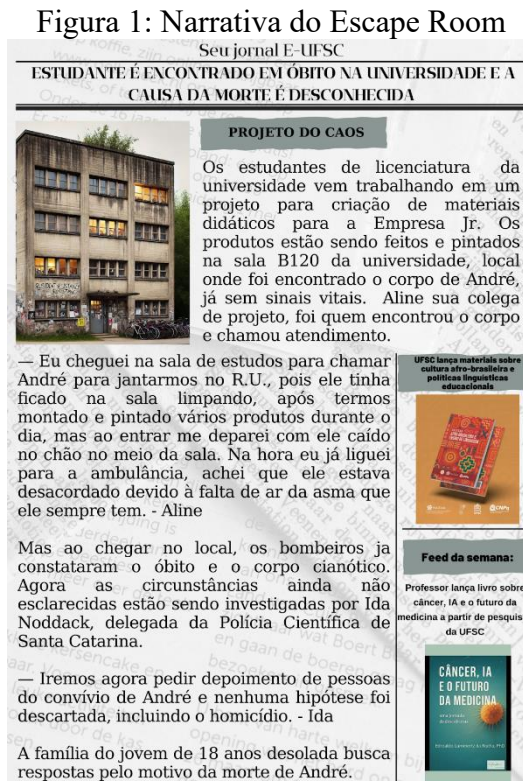 Figura 1: Narrativa do Escape Room
Seu jornal E-UFSC
ESTUDANTE É ENCONTRADO EM ÓBITO NA UNIVERSIDADE E A
CAUSA DA MORTE É DESCONHECIDA
PROJETO DO CAOS
Os estudantes de licenciatura da
universidade vem trabalhando em um
projeto para criação de materiais
didáticos para a Empresa Jr. Os
produtos estão sendo feitos e pintados
na sala B120 da universidade, local
onde foi encontrado o corpo de André,
já sem sinais vitais. Aline sua colega
de projeto, foi quem encontrou o corpo
e chamou atendimento.
— Eu cheguei na sala de estudos para chamar
André para jantarmos no R.U., pois ele tinha
ficado na sala limpando, após termos
montado e pintado vários produtos durante o
dia, mas ao entrar me deparei com ele caído
no chão no meio da sala. Na hora eu já liguei
para a ambulância, achei que ele estava
desacordado devido à falta de ar da asma que
ele sempre tem. - Aline
Mas ao chegar no local, os bombeiros ja
constataram o óbito e o corpo cianótico.
Agora as circunstâncias ainda não
esclarecidas estão sendo investigadas por Ida
Noddack, delegada da Polícia Científica de
Santa Catarina.
— Iremos agora pedir depoimento de pessoas
do convívio de André e nenhuma hipótese foi
descartada, incluindo o homicídio. - Ida
A família do jovem de 18 anos desolada busca
respostas pelo motivo da morte de André.
UFSC lança materiais sobre
cultura afro-brasileira e
políticas linguísticas
educacionais
Feed da semana:
Professor lança livro sobre
câncer, IA e o futuro da
medicina a partir de pesquisa
da UFSC
CÂNCER, IA
E O FUTURO
DA MEDICINA